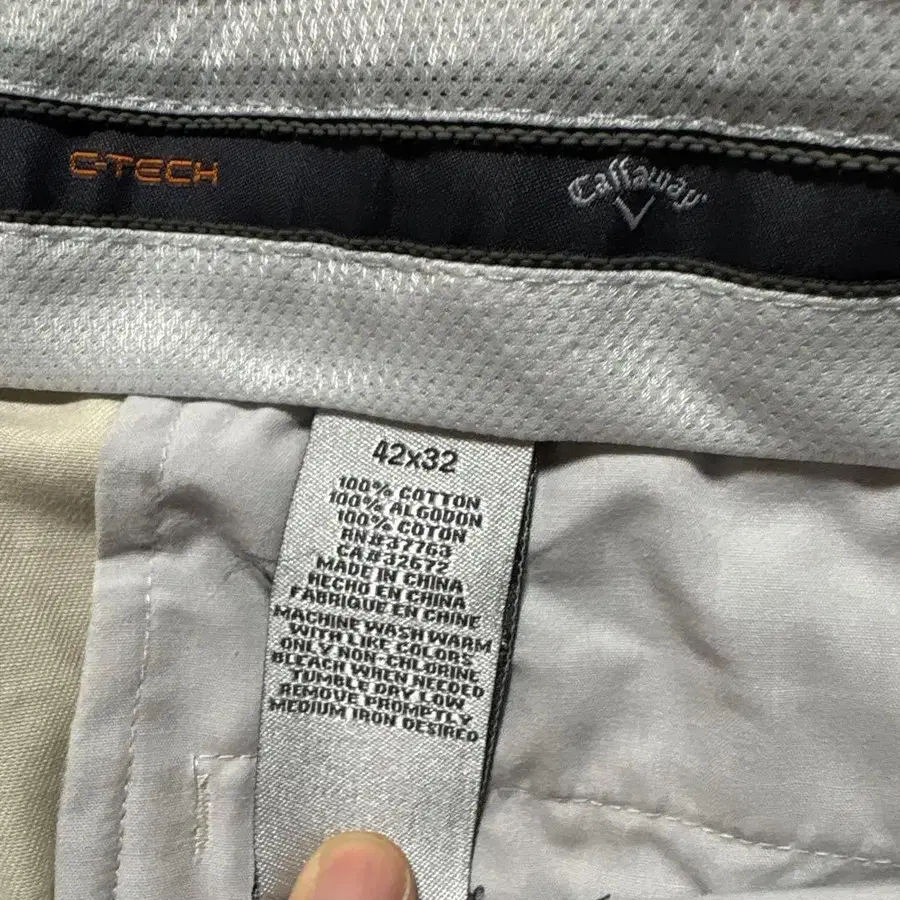 C-TECH
Callaway
42x32
100% COTTON
100% ALGODON
100% COTON
RN#37763
CA#32672
MADE IN CHINA
HECHO EN CHINA
FABRIQUE EN CHINE
MACHINE WASH WARM
WITH LIKE COLORS
ONLY NON-CHLORINE
BLEACH WHEN NEEDED
TUMBLE DRY LOW
REMOVE PROMPTLY
MEDIUM IRON DESIRED